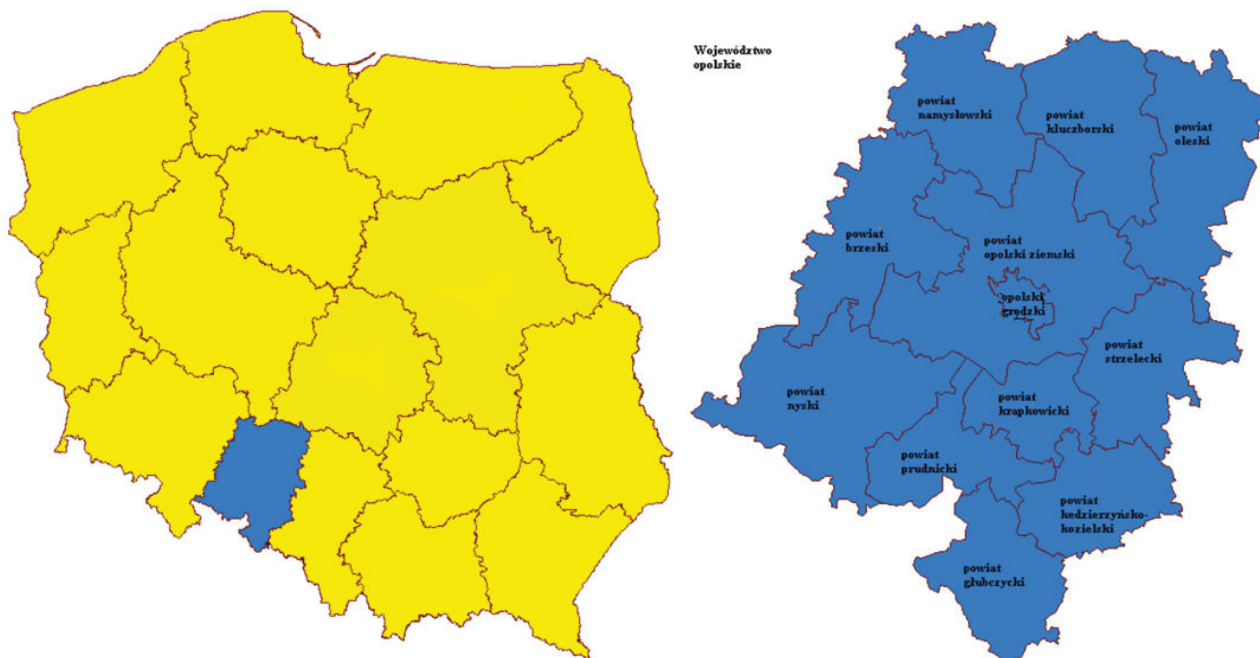 Województwo
opolskie
powiat
namysłowski
powiat
kluczborski
powiat
oleski
powiat
brzeski
powiat
opolski ziemski
opolski
grodzki
powiat
strzelecki
powiat
nyski
powiat
krapkowicki
powiat
prudnicki
powiat
kedzierzyńsko-
kozielski
powiat
głubczycki